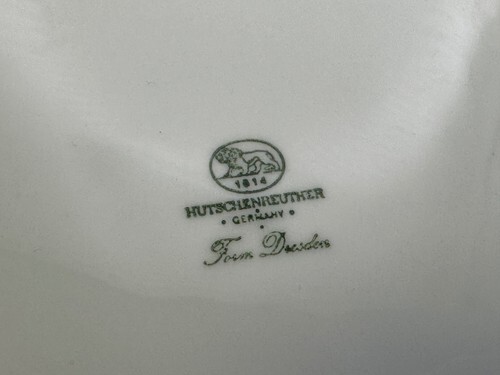 1814
HUTSCHENREUTHER
• GERMANY •
Form Dresden